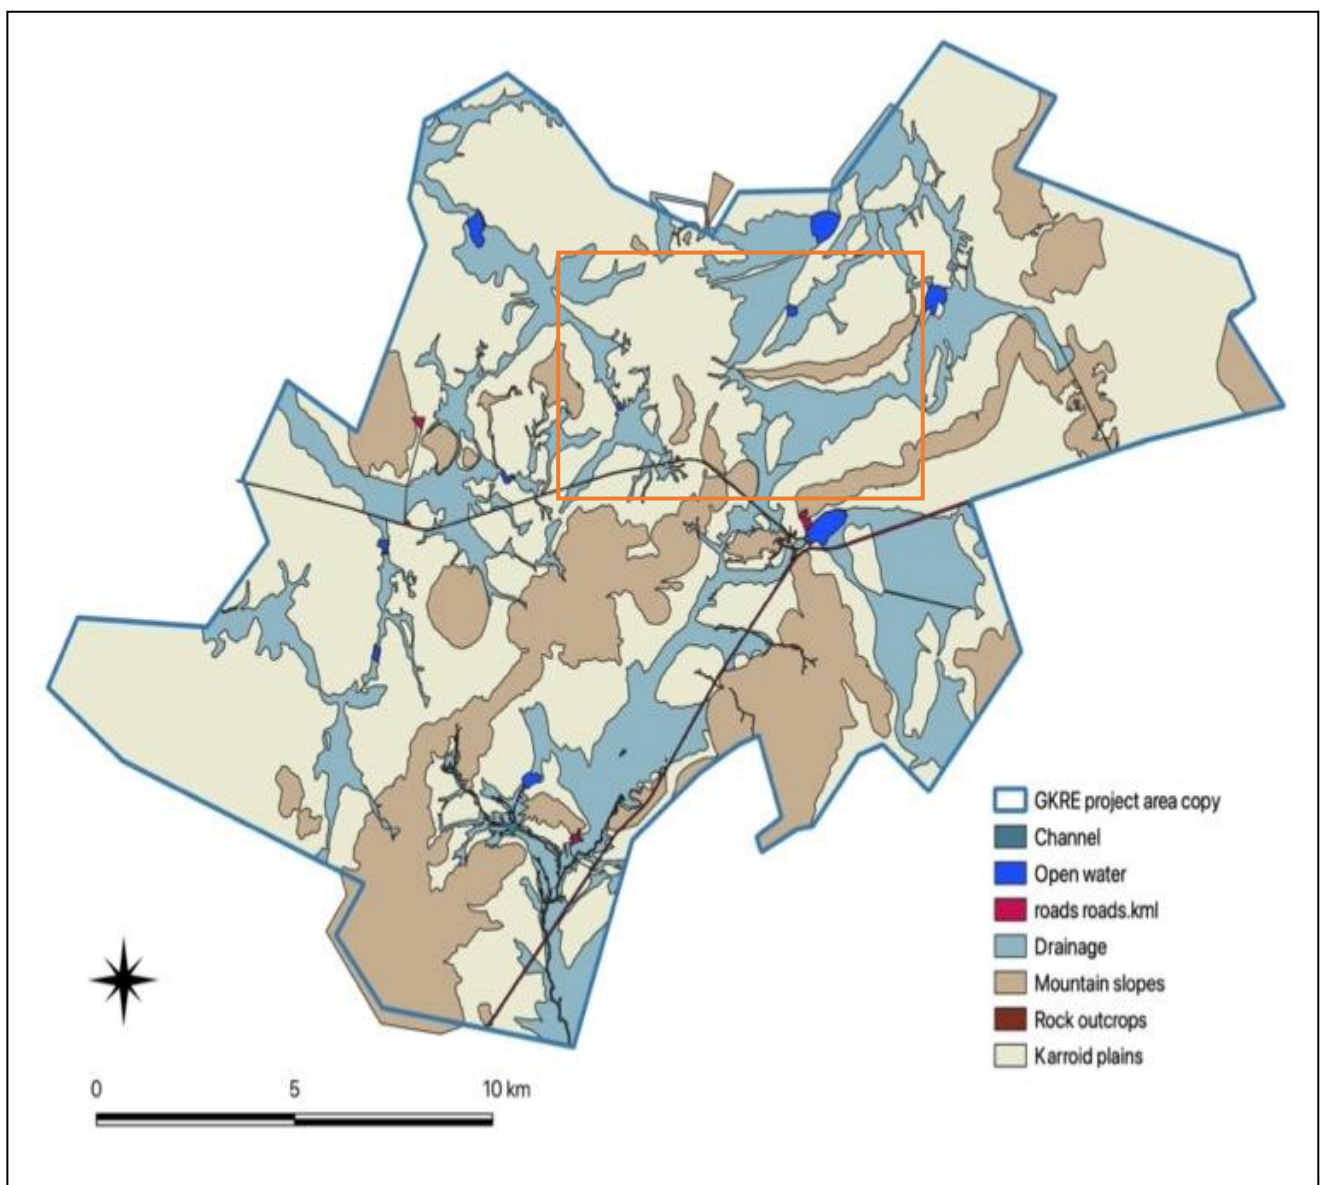 GKRE project area copy
Channel
Open water
roads roads.kml
Drainage
Mountain slopes
Rock outcrops
Karroid plains
0 5 10 km